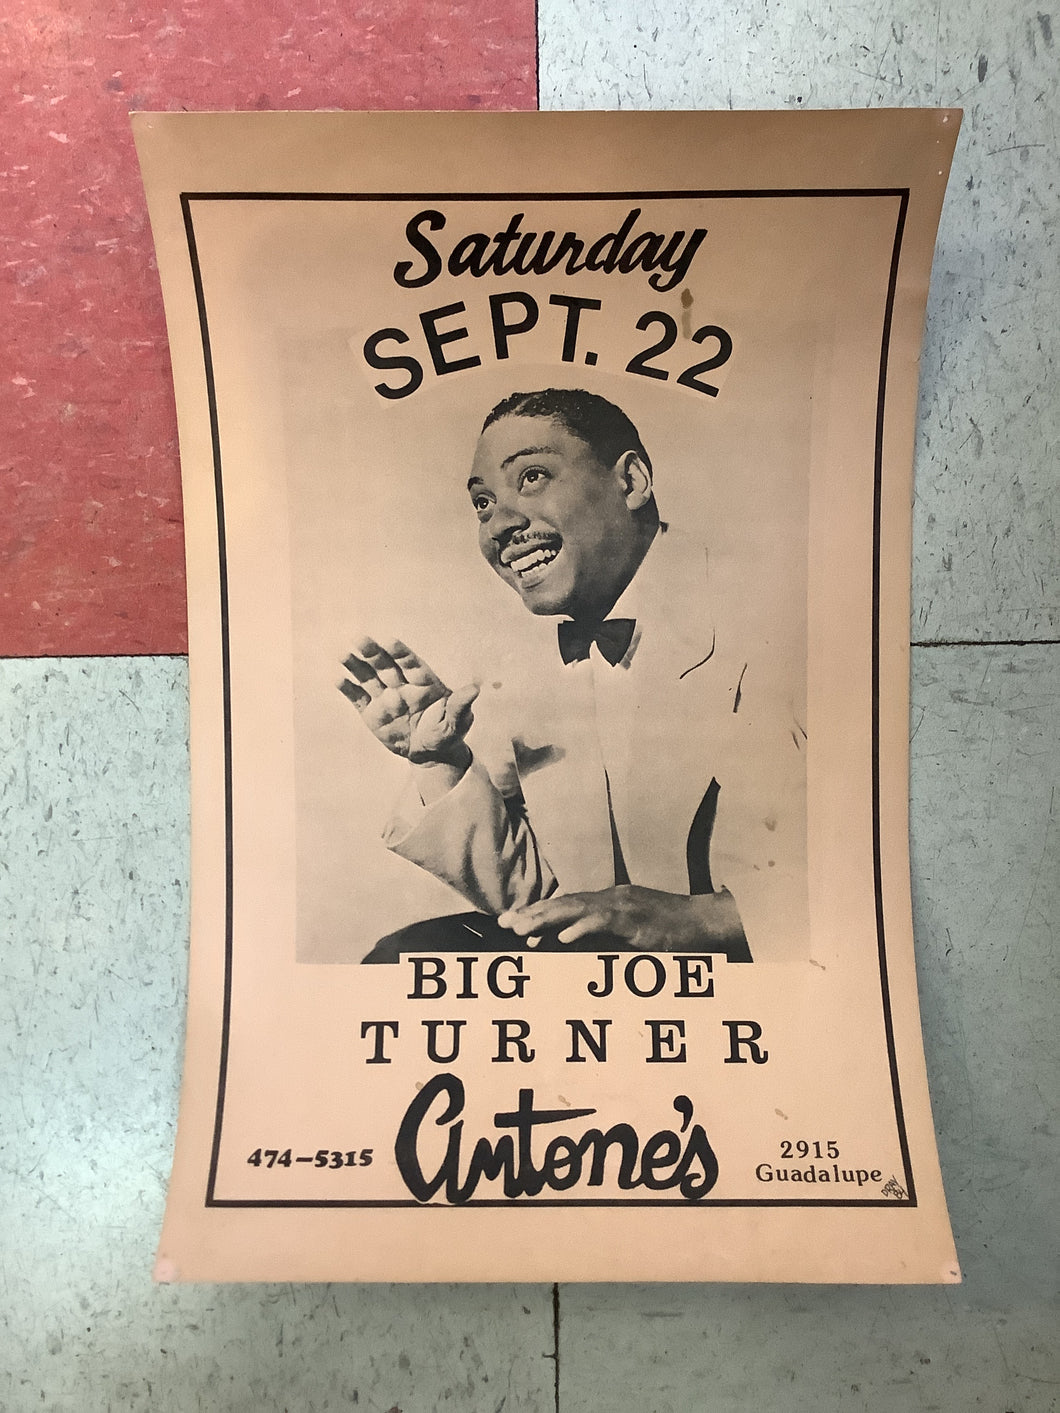 Saturday
SEPT. 22
BIG JOE
TURNER
Antone's
474-5315
2915
Guadalupe